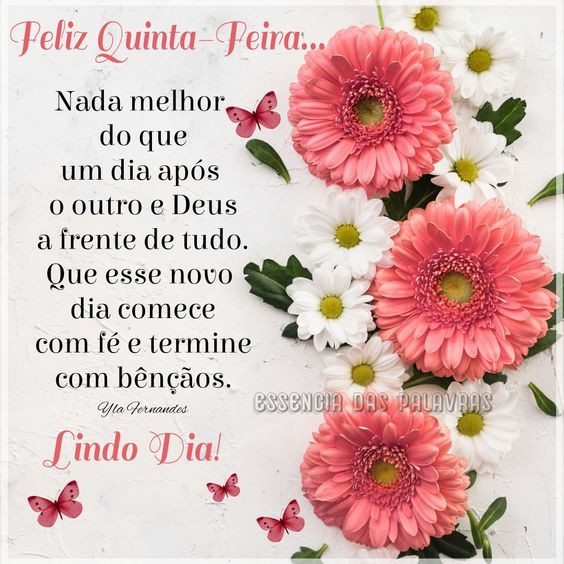 Feliz Quinta-Feira...
Nada melhor
do que
um dia após
o outro e Deus
a frente de tudo.
Que esse novo
dia comece
com fé e termine
com bênçãos.
Yla Fernandes
ESSENCIA DAS PALAVRAS
Lindo Dia!